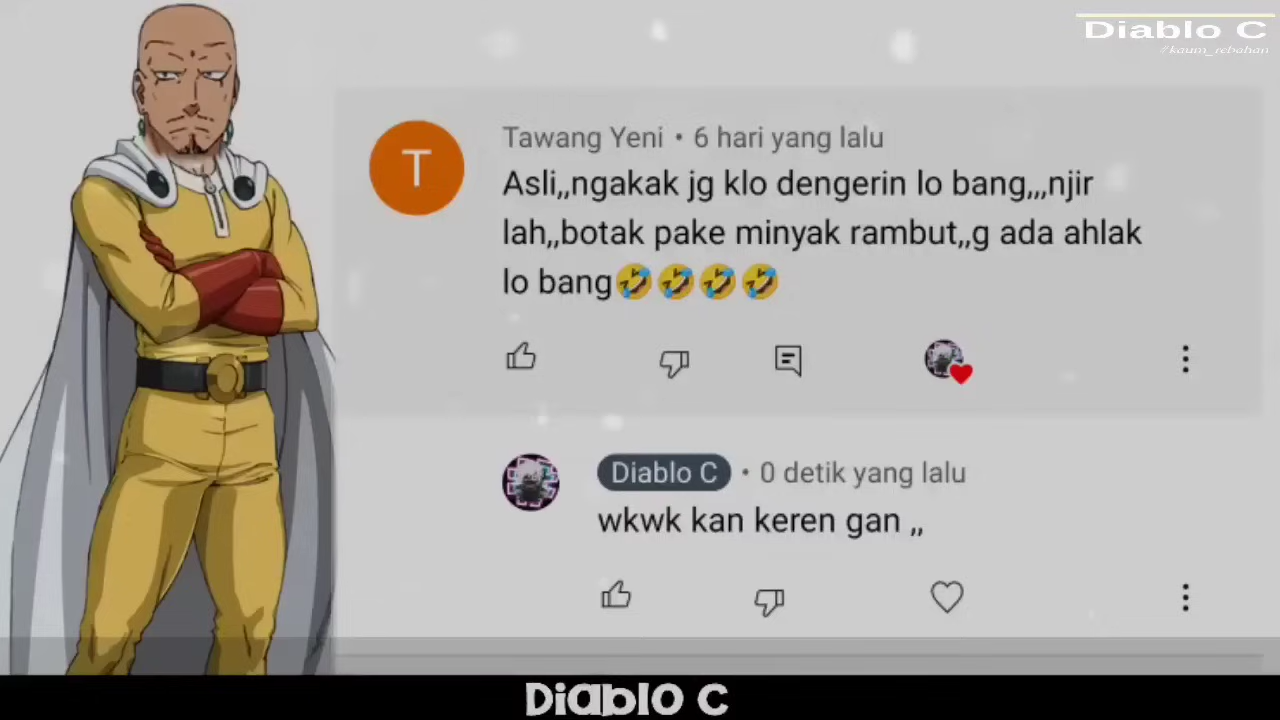 Diablo C
#kaum_rebahan
T
Tawang Yeni • 6 hari yang lalu
Asli,,ngakak jg klo dengerin lo bang,,,njir
lah,,botak pake minyak rambut,,g ada ahlak
lo bang🤣🤣🤣🤣
Diablo C • 0 detik yang lalu
wkwk kan keren gan ,,
Diablo C